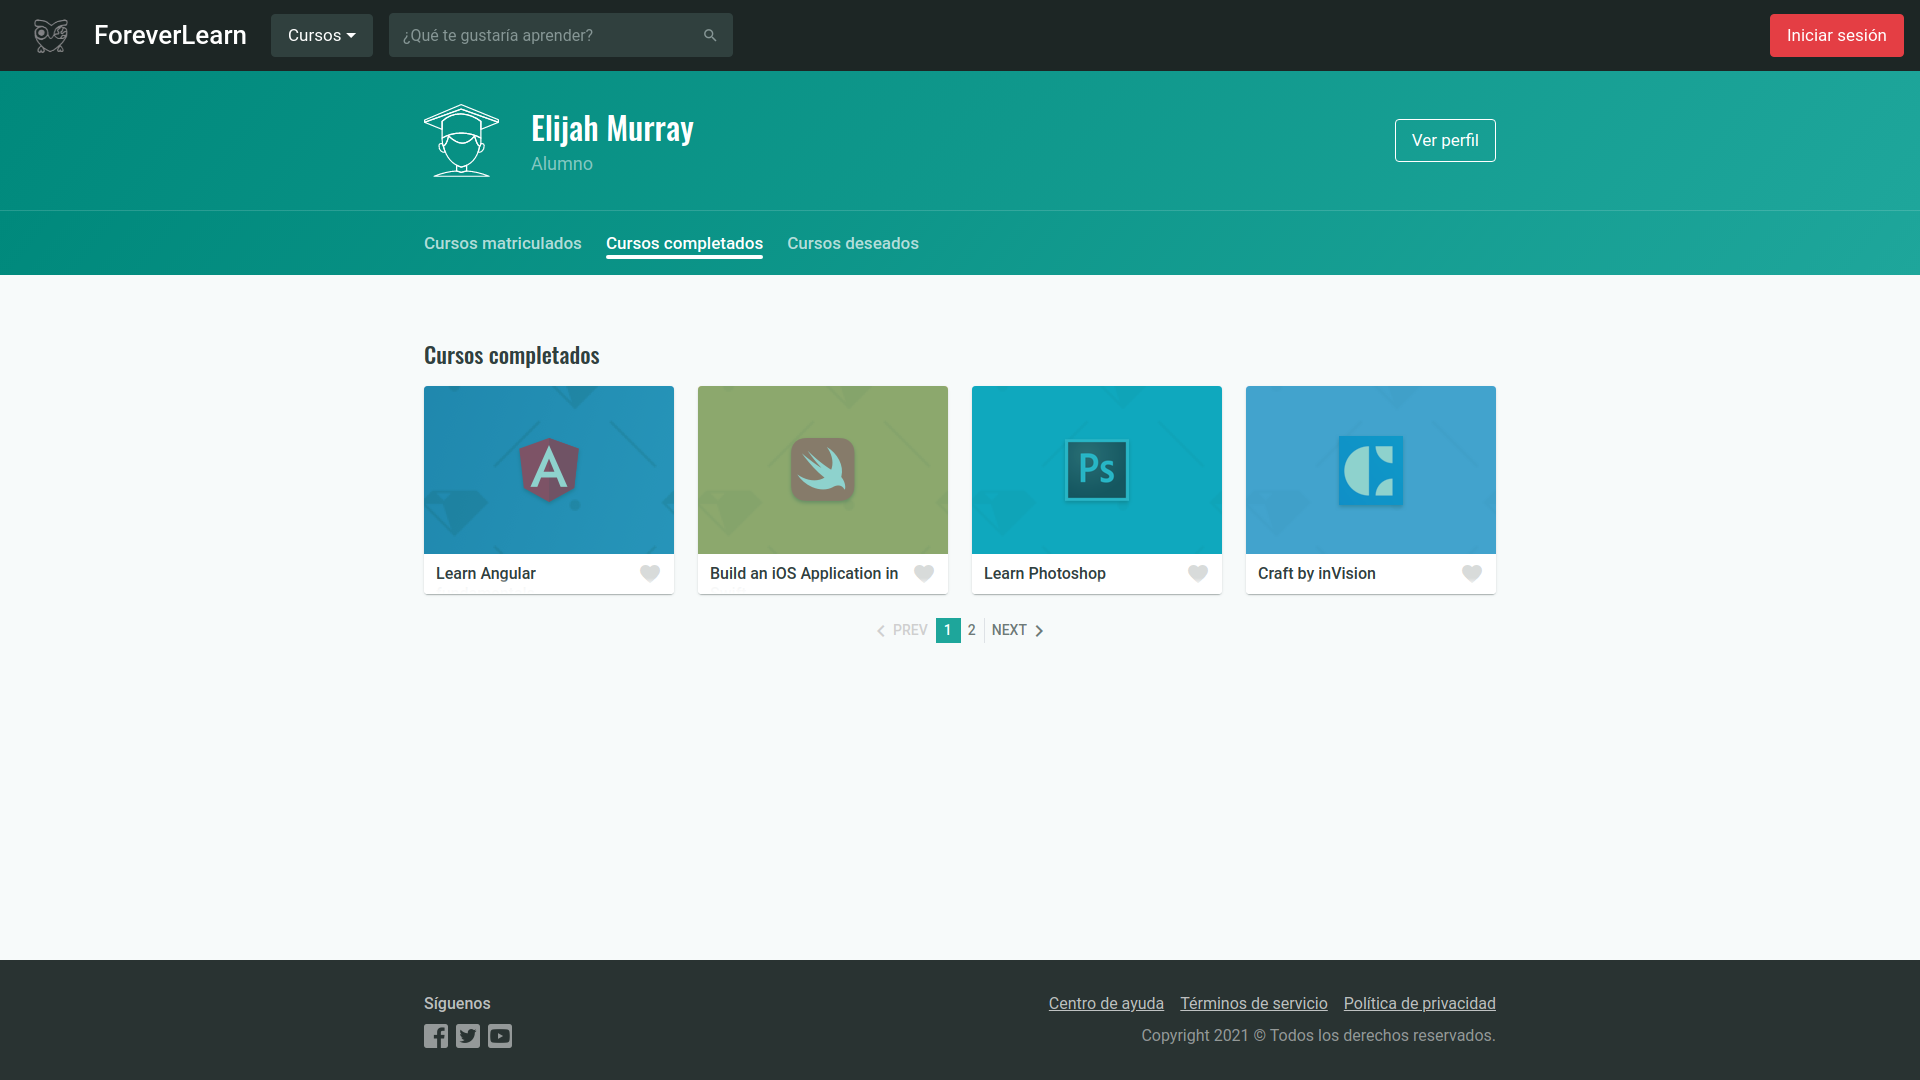 ForeverLearn
Cursos
¿Qué te gustaría aprender?
Iniciar sesión
Elijah Murray
Alumno
Ver perfil
Cursos matriculados
Cursos completados
Cursos deseados
Cursos completados
A
Ps
Learn Angular
Build an iOS Application in
Learn Photoshop
Craft by inVision
PREV
1
2
NEXT
Síguenos
Centro de ayuda
Términos de servicio
Política de privacidad
Copyright 2021 © Todos los derechos reservados.